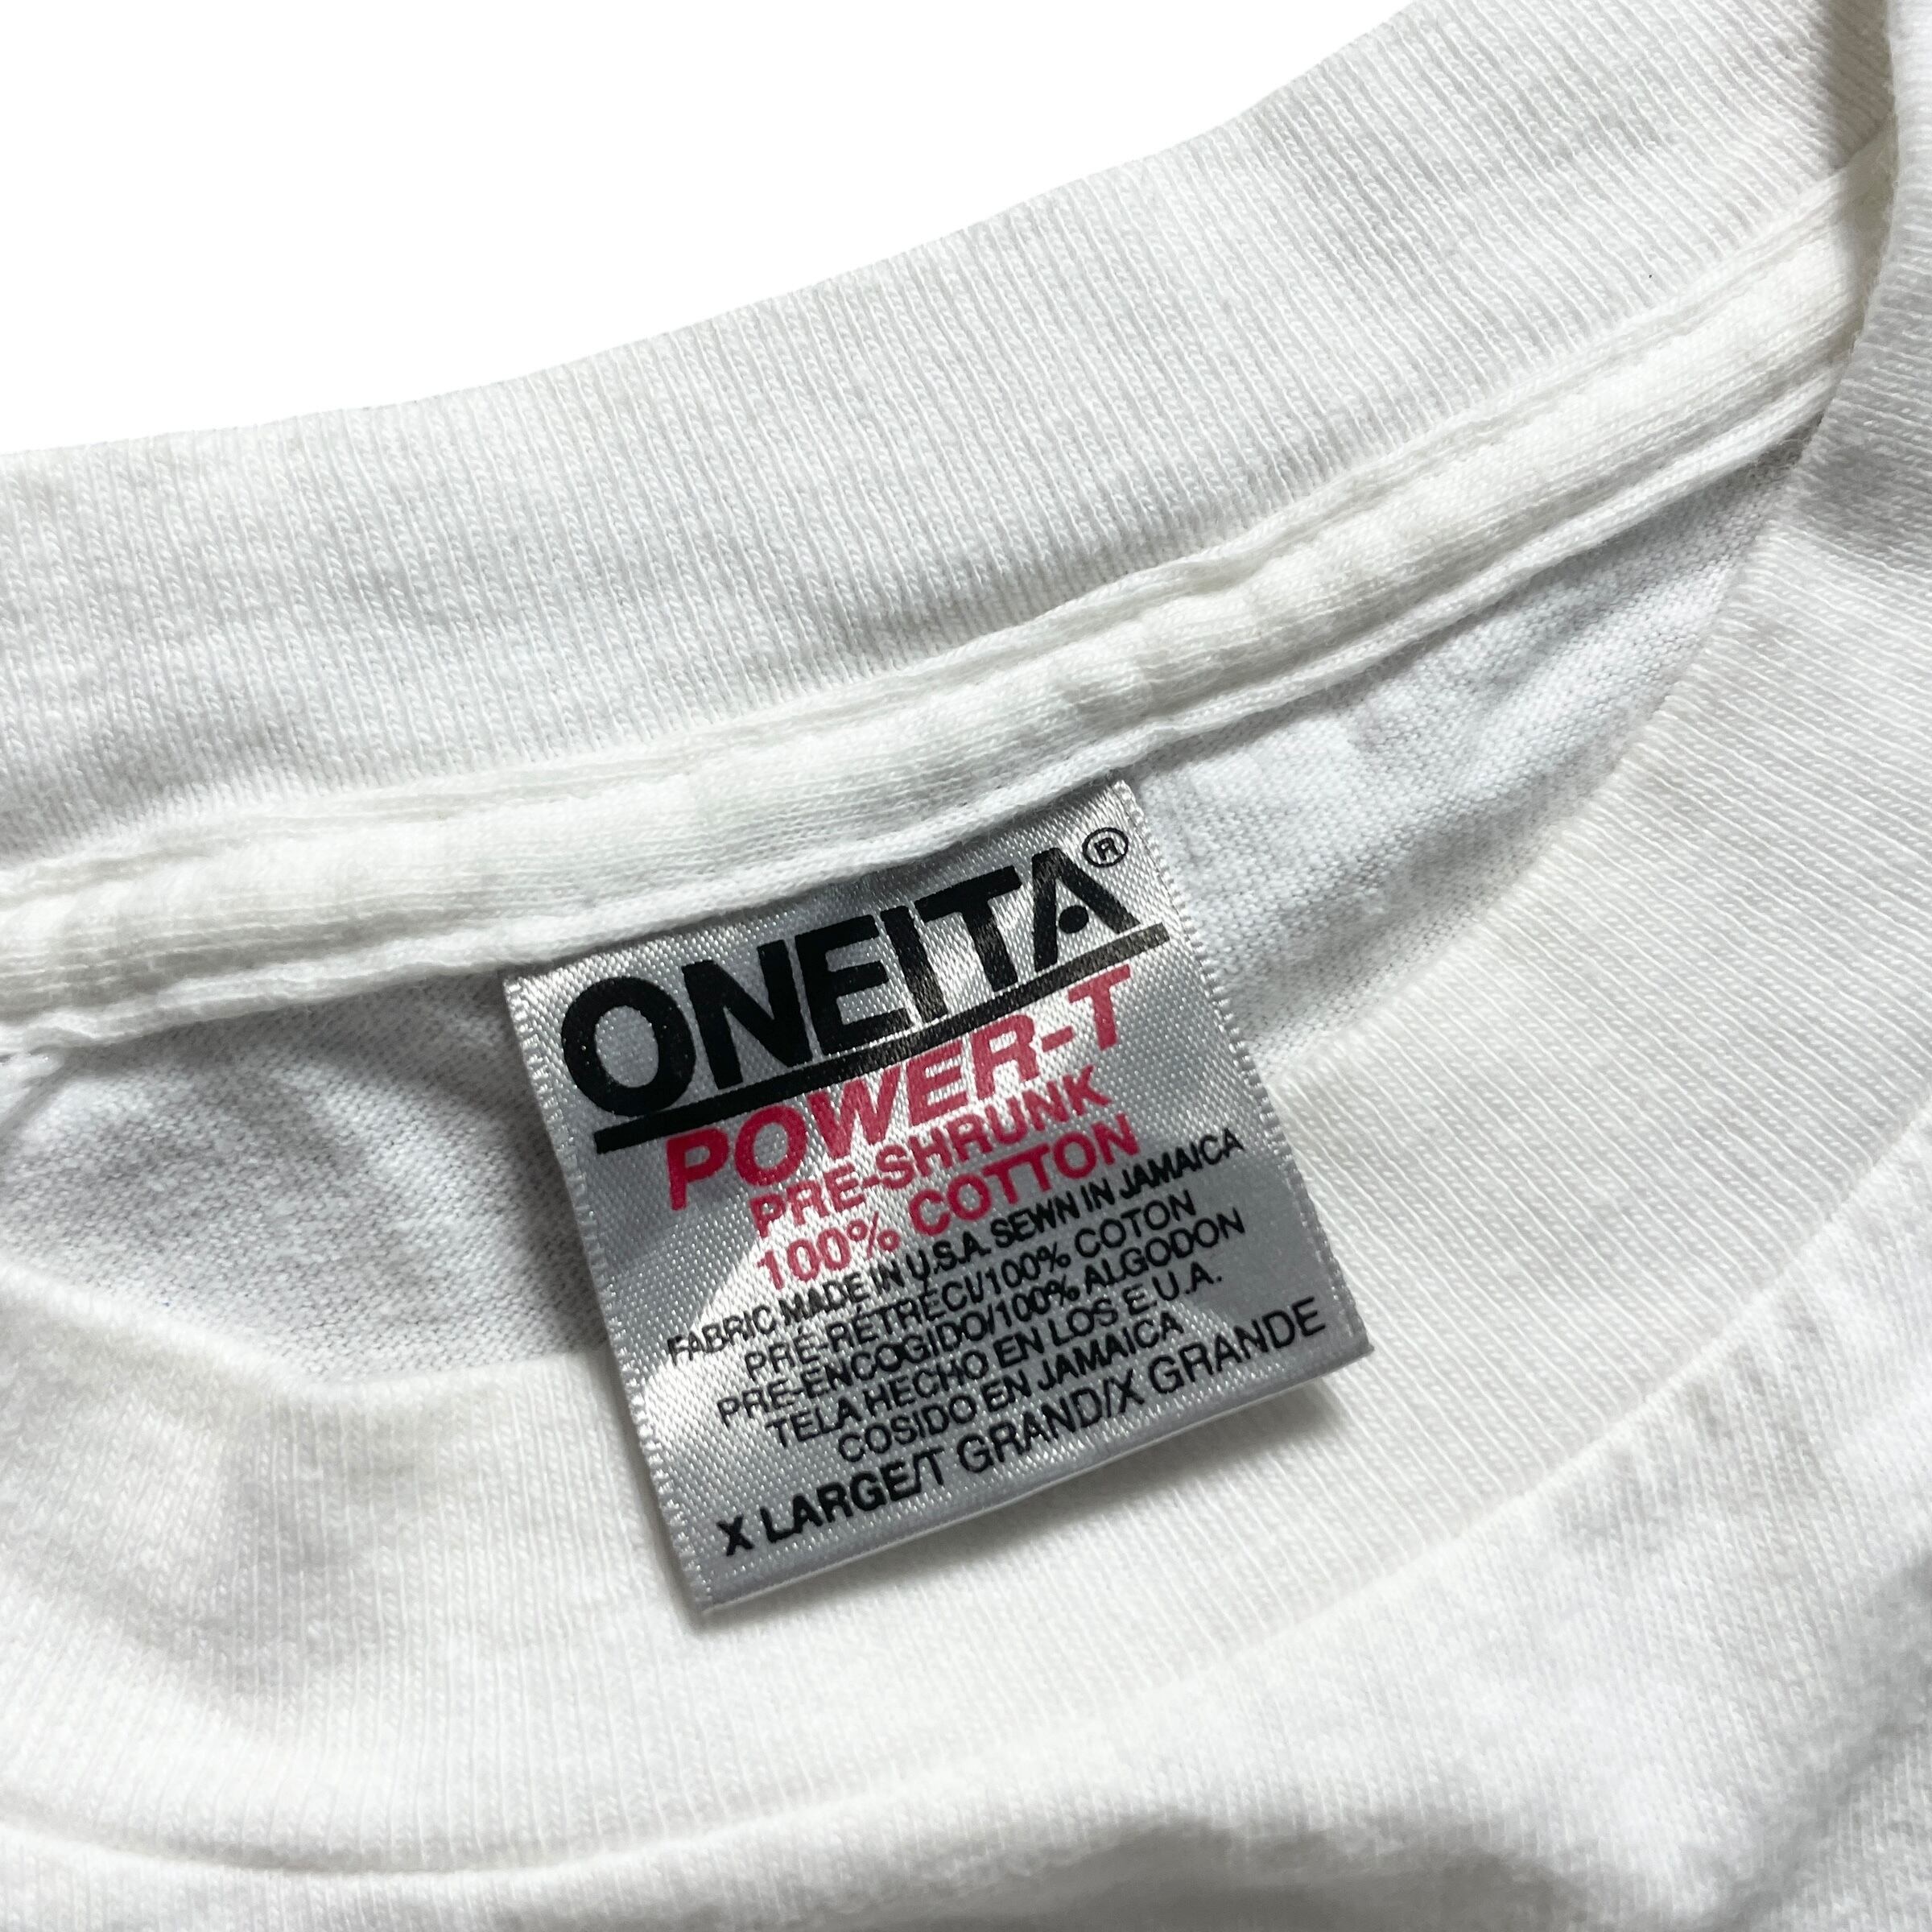 ONEITA®
POWER-T
PRE-SHRUNK
100% COTTON
FABRIC MADE IN U.S.A. SEWN IN JAMAICA
PRÉ-RÉTRÉCI/100% COTON
PRE-ENCOGIDO/100% ALGODON
TELA HECHO EN LOS E.U.A.
COSIDO EN JAMAICA
X LARGE/T GRAND/X GRANDE